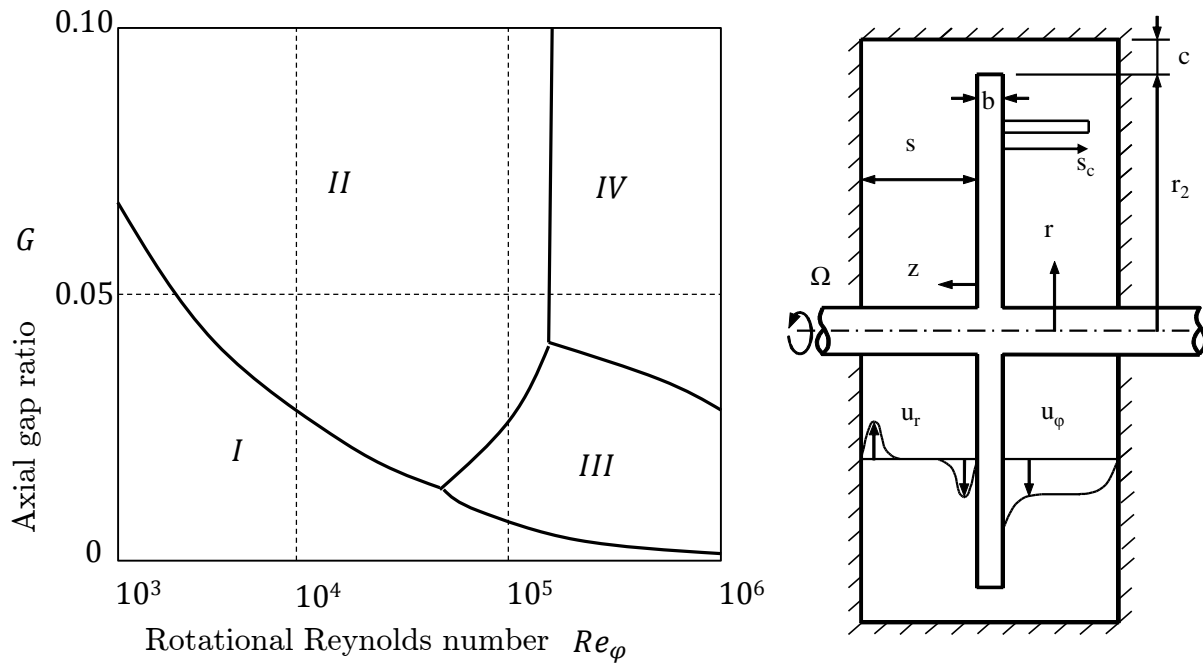 0.10
II
IV
G
0.05
Axial gap ratio
I
III
0
10³
10⁴
10⁵
10⁶
Rotational Reynolds number Re_φ
c
b
s
s_c
r₂
r
z
Ω
u_r
u_φ